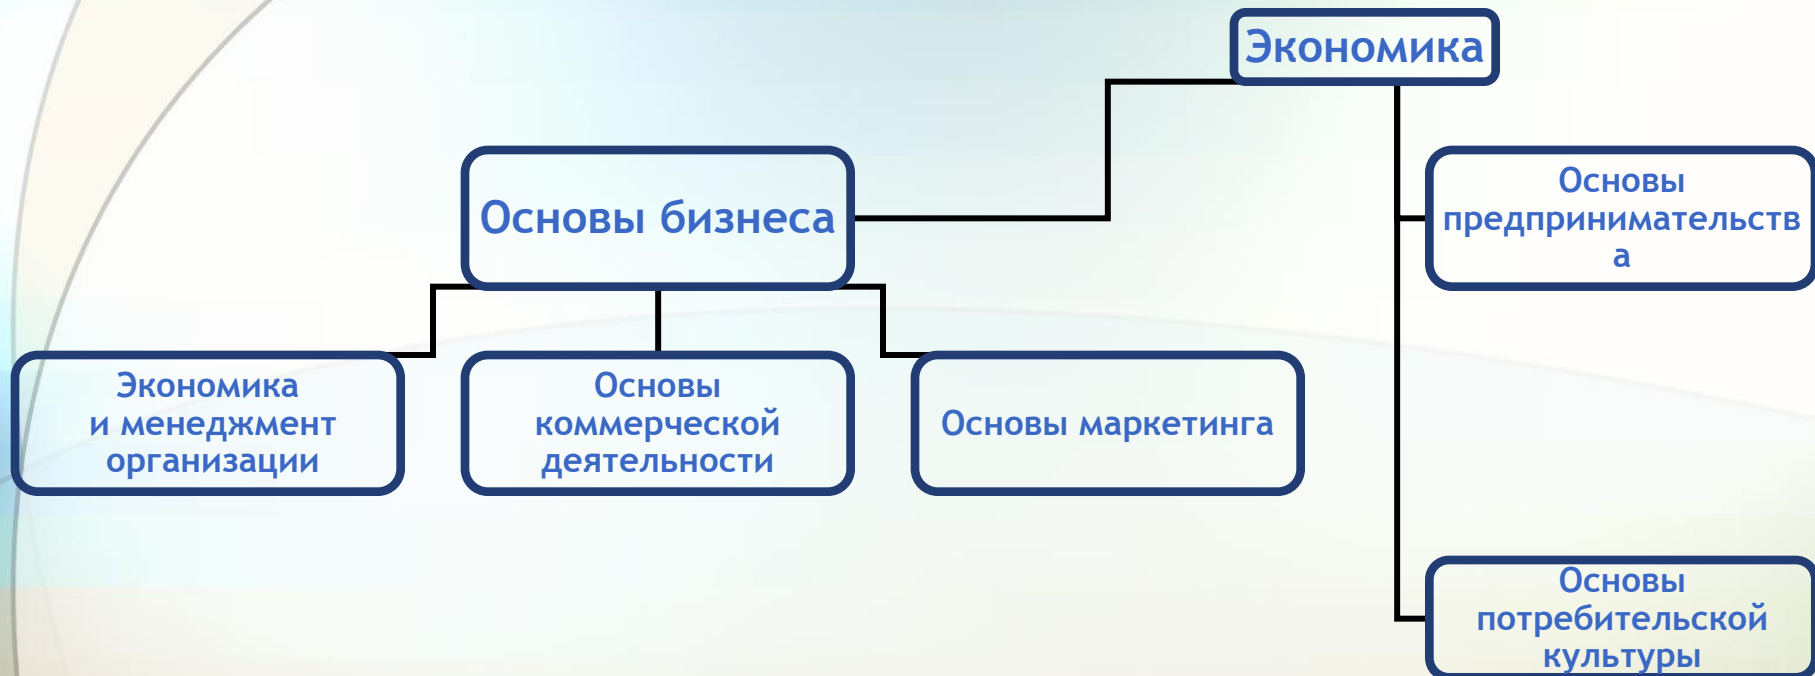 Экономика
Основы бизнеса
Основы
предпринимательств
а
Экономика
и менеджмент
организации
Основы
коммерческой
деятельности
Основы маркетинга
Основы
потребительской
культуры